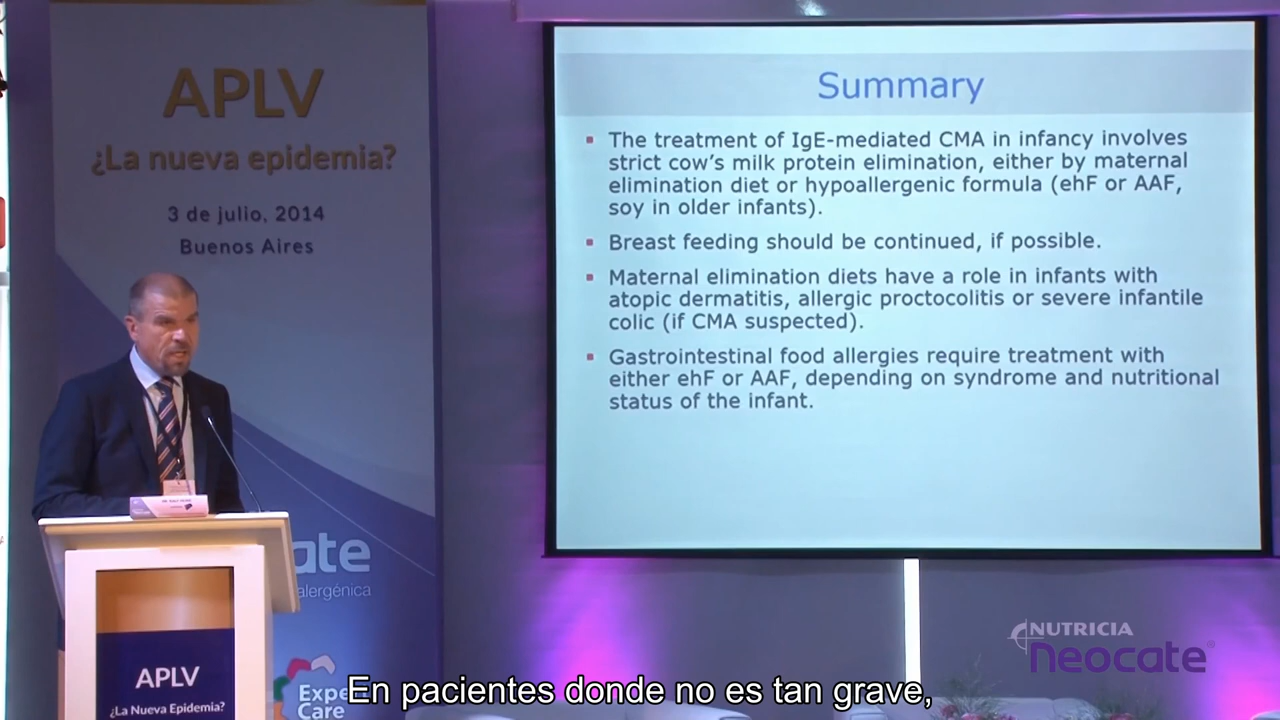 APLV
¿La nueva epidemia?
3 de julio, 2014
Buenos Aires
Summary
The treatment of IgE-mediated CMA in infancy involves
strict cow's milk protein elimination, either by maternal
elimination diet or hypoallergenic formula (ehF or AAF,
soy in older infants).
Breast feeding should be continued, if possible.
Maternal elimination diets have a role in infants with
atopic dermatitis, allergic proctocolitis or severe infantile
colic (if CMA suspected).
Gastrointestinal food allergies require treatment with
either ehF or AAF, depending on syndrome and nutritional
status of the infant.
ate
alergénica
APLV
¿La Nueva Epidemia?
Expe
Care
NUTRICIA
neocate®
En pacientes donde no es tan grave,